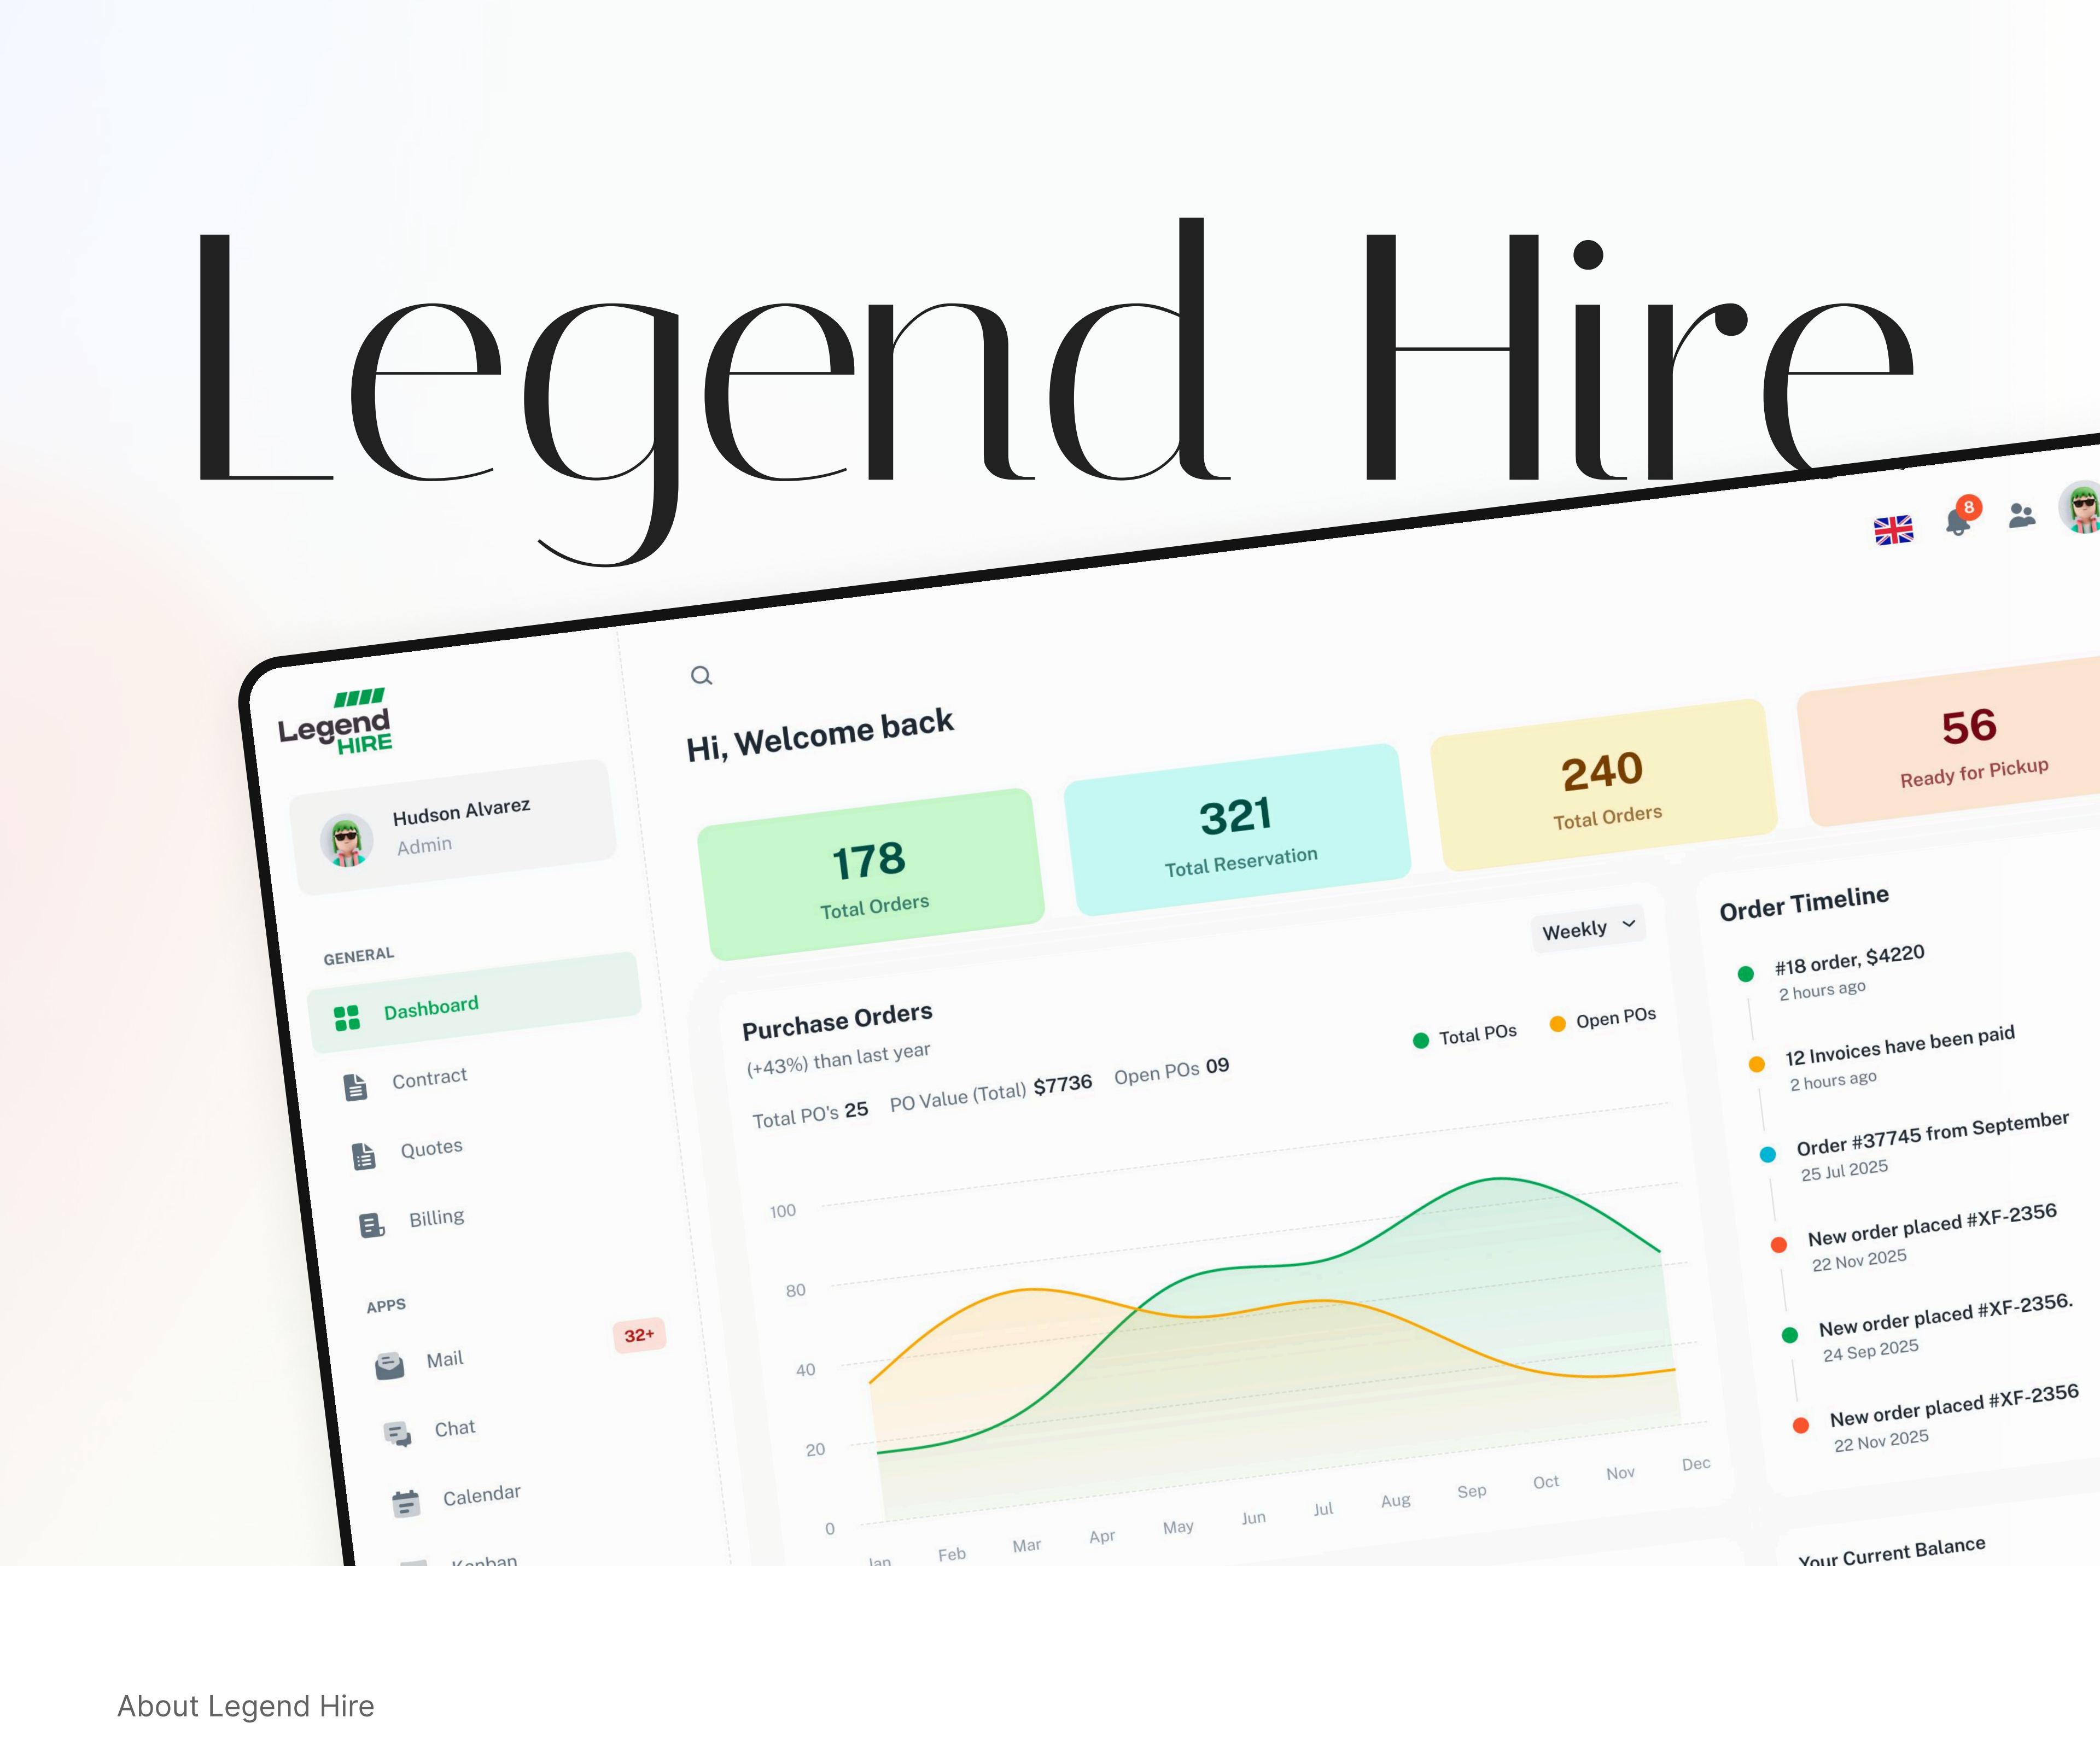 Legend Hire
8
Legend
HIRE
Hudson Alvarez
Admin
GENERAL
Dashboard
Contract
Quotes
Billing
APPS
Mail
32+
Chat
Calendar
Kanban
Hi, Welcome back
178
Total Orders
321
Total Reservation
240
Total Orders
56
Ready for Pickup
Purchase Orders
(+43%) than last year
Total PO's 25 PO Value (Total) $7736 Open POs 09
Weekly
Total POs Open POs
100
80
40
20
0
Jan Feb Mar Apr May Jun Jul Aug Sep Oct Nov Dec
Order Timeline
#18 order, $4220
2 hours ago
12 Invoices have been paid
2 hours ago
Order #37745 from September
25 Jul 2025
New order placed #XF-2356
22 Nov 2025
New order placed #XF-2356.
24 Sep 2025
New order placed #XF-2356
22 Nov 2025
Your Current Balance
About Legend Hire